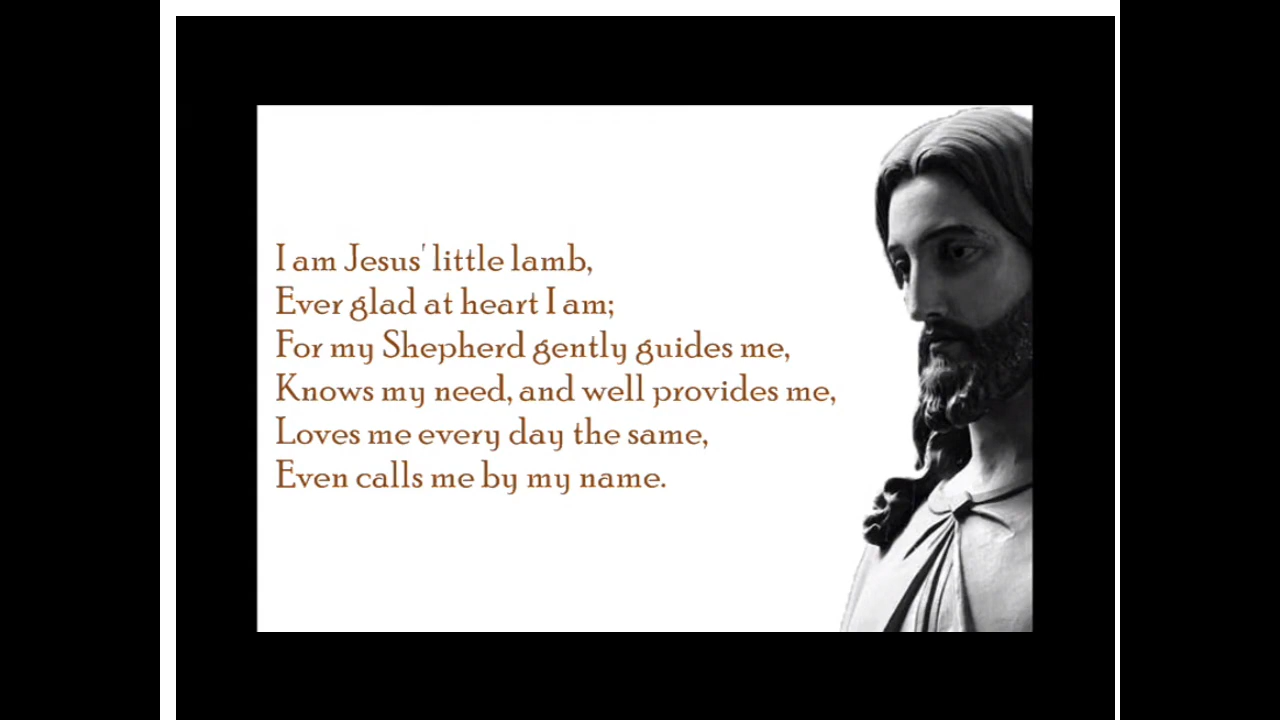 I am Jesus' little lamb,
Ever glad at heart I am;
For my Shepherd gently guides me,
Knows my need, and well provides me,
Loves me every day the same,
Even calls me by my name.